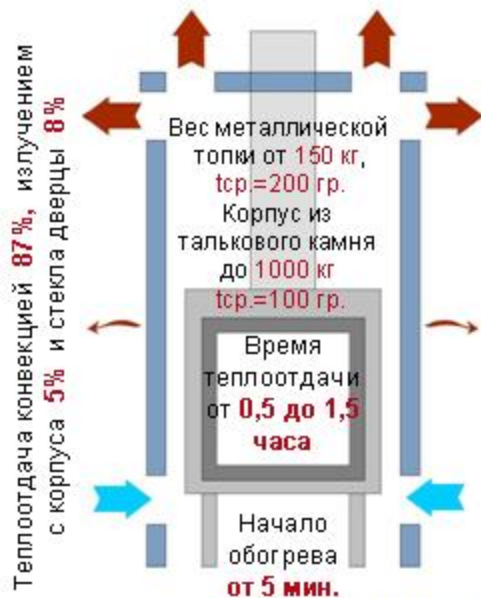 Теплоотдача конвекцией 87%, излучением
с корпуса 5% и стекла дверцы 8%
Вес металлической
топки от 150 кг,
tср.=200 гр.
Корпус из
талькового камня
до 1000 кг
tср.=100 гр.
Время
теплоотдачи
от 0,5 до 1,5
часа
Начало
обогрева
от 5 мин.